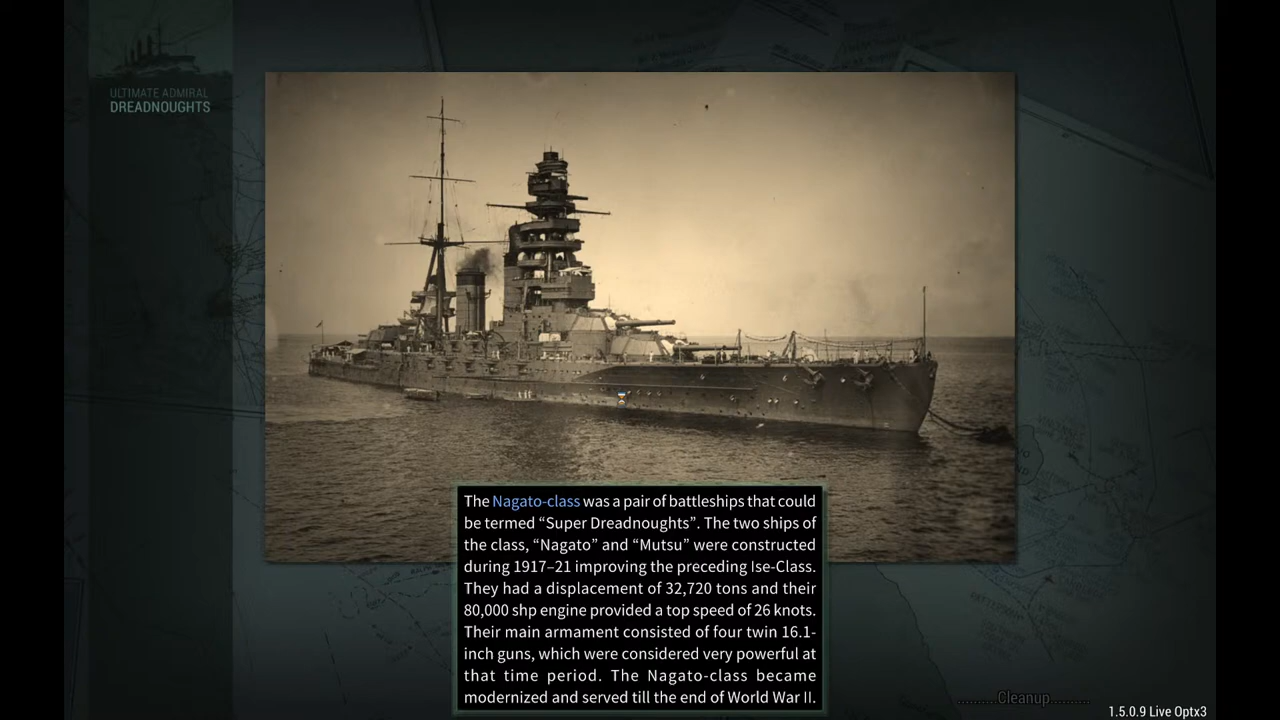 ULTIMATE ADMIRAL
DREADNOUGHTS
The Nagato-class was a pair of battleships that could
be termed “Super Dreadnoughts”. The two ships of
the class, “Nagato” and “Mutsu” were constructed
during 1917–21 improving the preceding Ise-Class.
They had a displacement of 32,720 tons and their
80,000 shp engine provided a top speed of 26 knots.
Their main armament consisted of four twin 16.1-
inch guns, which were considered very powerful at
that time period. The Nagato-class became
modernized and served till the end of World War II.
..........Cleanup..........
1.5.0.9 Live Optx3